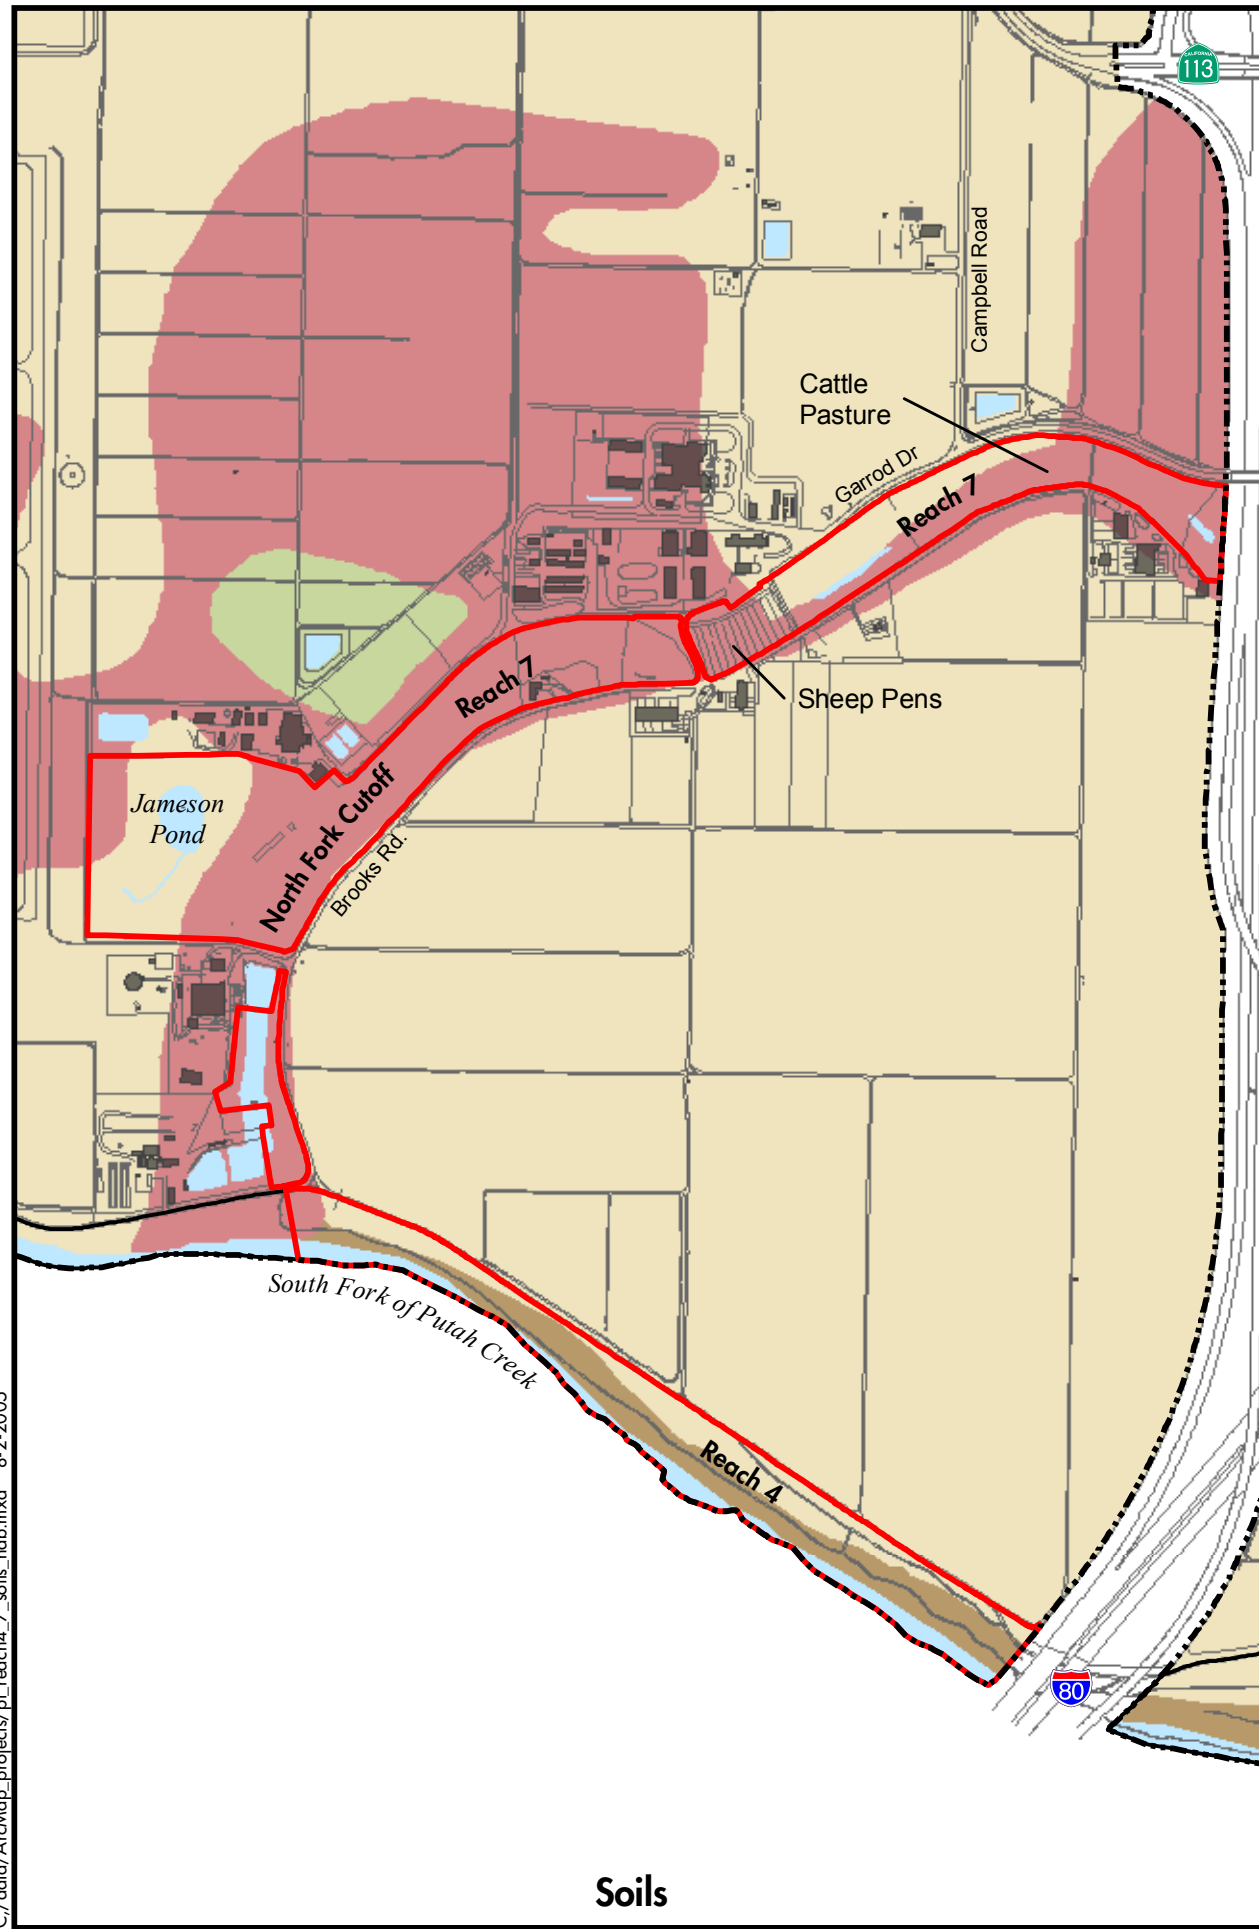 CALIFORNIA
113
Campbell Road
Cattle
Pasture
Garrod Dr
Reach 7
Reach 7
Sheep Pens
Jameson
Pond
North Fork Cutoff
Brooks Rd.
South Fork of Putah Creek
Reach 4
80
Soils